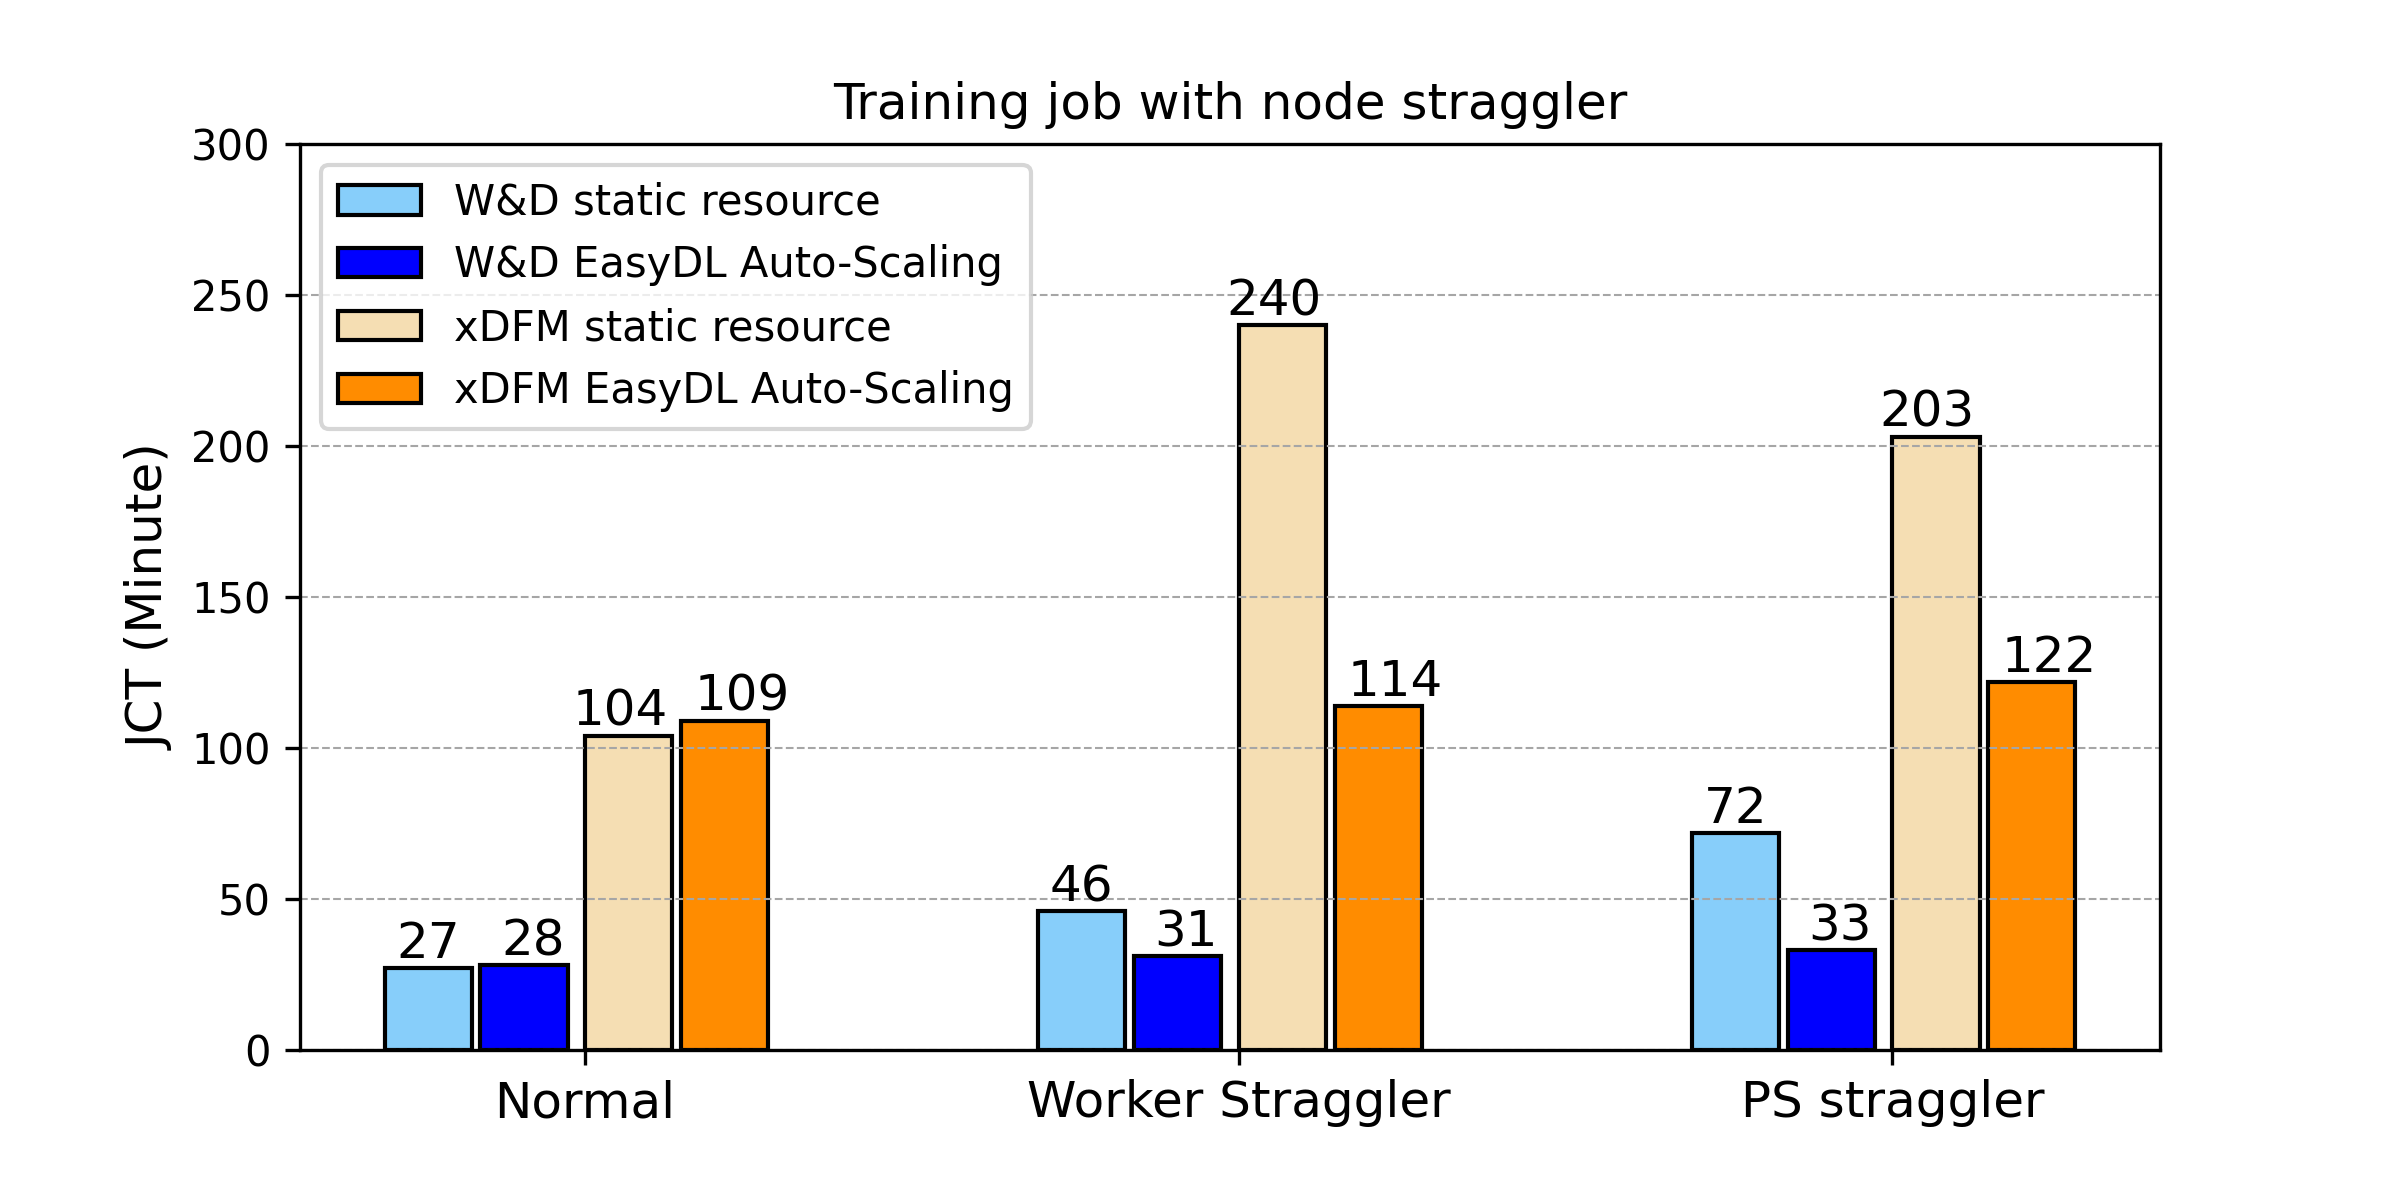 Training job with node straggler
300
250
200
150
100
50
0
JCT (Minute)
W&D static resource
W&D EasyDL Auto-Scaling
xDFM static resource
xDFM EasyDL Auto-Scaling
27
28
104
109
46
31
240
114
72
33
203
122
Normal
Worker Straggler
PS straggler